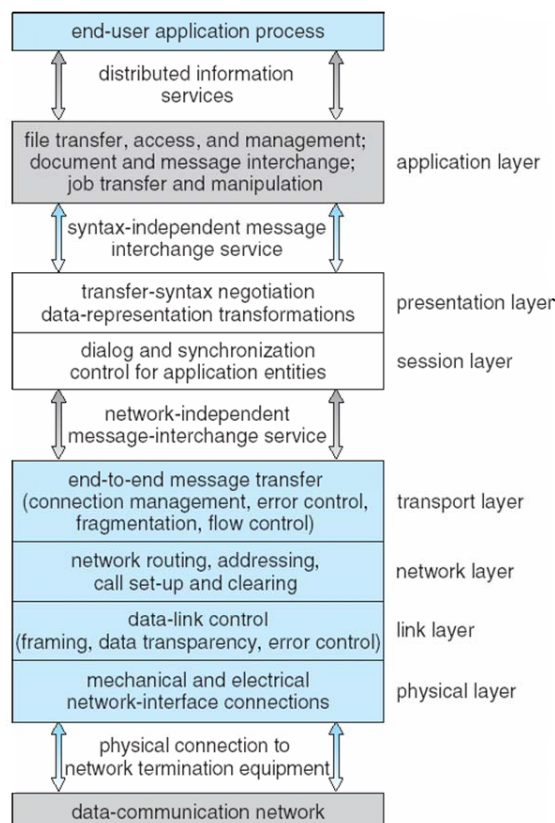 end-user application process
distributed information
services
file transfer, access, and management;
document and message interchange;
job transfer and manipulation
application layer
syntax-independent message
interchange service
transfer-syntax negotiation
data-representation transformations
presentation layer
dialog and synchronization
control for application entities
session layer
network-independent
message-interchange service
end-to-end message transfer
(connection management, error control,
fragmentation, flow control)
transport layer
network routing, addressing,
call set-up and clearing
network layer
data-link control
(framing, data transparency, error control)
link layer
mechanical and electrical
network-interface connections
physical layer
physical connection to
network termination equipment
data-communication network